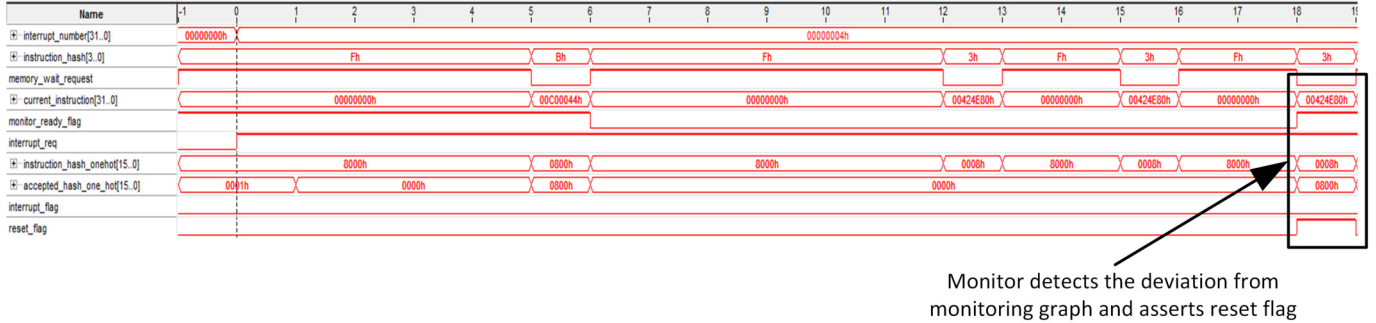 Name -1 0 1 2 3 4 5 6 7 8 9 10 11 12 13 14 15 16 17 18
interrupt_number[31..0] 00000000h 00000004h
instruction_hash[3..0] Fh Bh Fh 3h Fh 3h Fh 3h
memory_wait_request
current_instruction[31..0] 00000000h 00C00044h 00000000h 00424E80h 00000000h 00424E80h 00000000h 00424E80h
monitor_ready_flag
interrupt_req
instruction_hash_onehot[15..0] 8000h 0800h 8000h 0008h 8000h 0008h 8000h 0008h
accepted_hash_one_hot[15..0] 0001h 0000h 0800h 0000h 0800h
interrupt_flag
reset_flag
Monitor detects the deviation from
monitoring graph and asserts reset flag